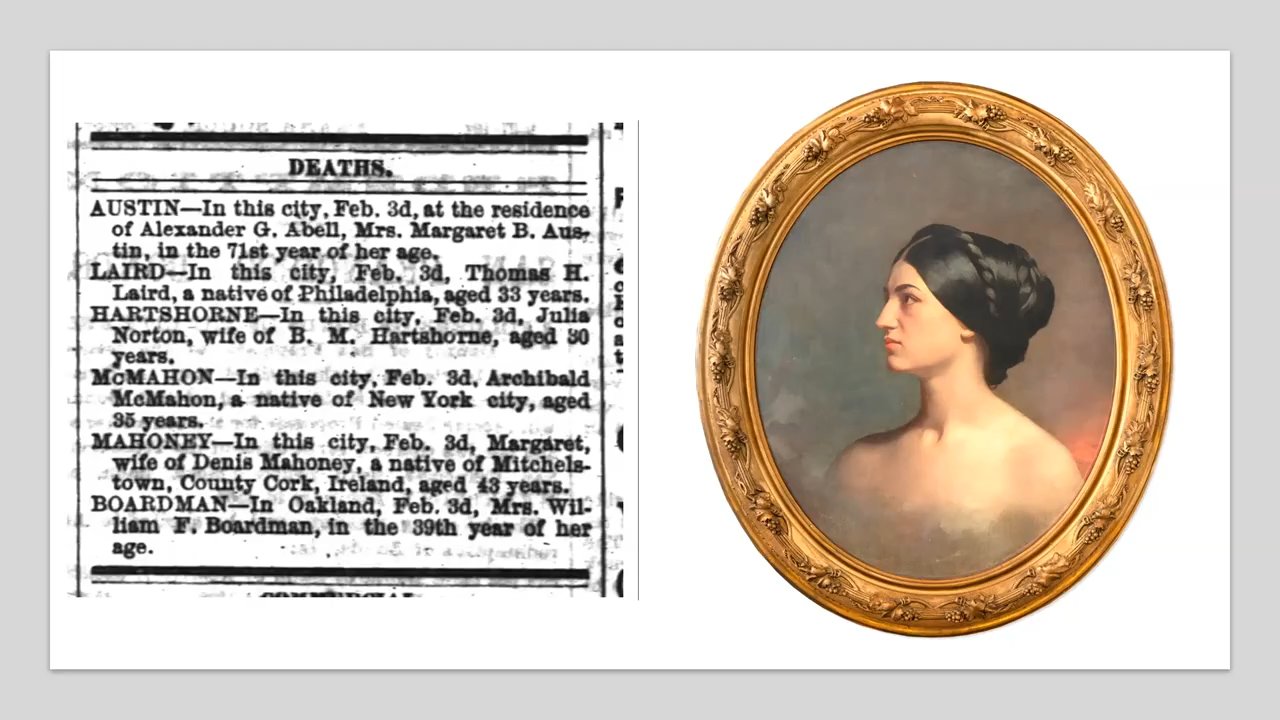 DEATHS.
AUSTIN—In this city, Feb. 3d, at the residence
of Alexander G. Abell, Mrs. Margaret B. Aus-
tin, in the 71st year of her age.
LAIRD—In this city, Feb. 3d, Thomas H.
Laird, a native of Philadelphia, aged 33 years.
HARTSHORNE—In this city, Feb. 3d, Julia
Norton, wife of B. M. Hartshorne, aged 30
years.
McMAHON—In this city, Feb. 3d, Archibald
McMahon, a native of New York city, aged
35 years.
MAHONEY—In this city, Feb. 3d, Margaret,
wife of Denis Mahoney, a native of Mitchels-
town, County Cork, Ireland, aged 43 years.
BOARDMAN—In Oakland, Feb. 3d, Mrs. Wil-
liam F. Boardman, in the 39th year of her
age.
COMMERCIAL